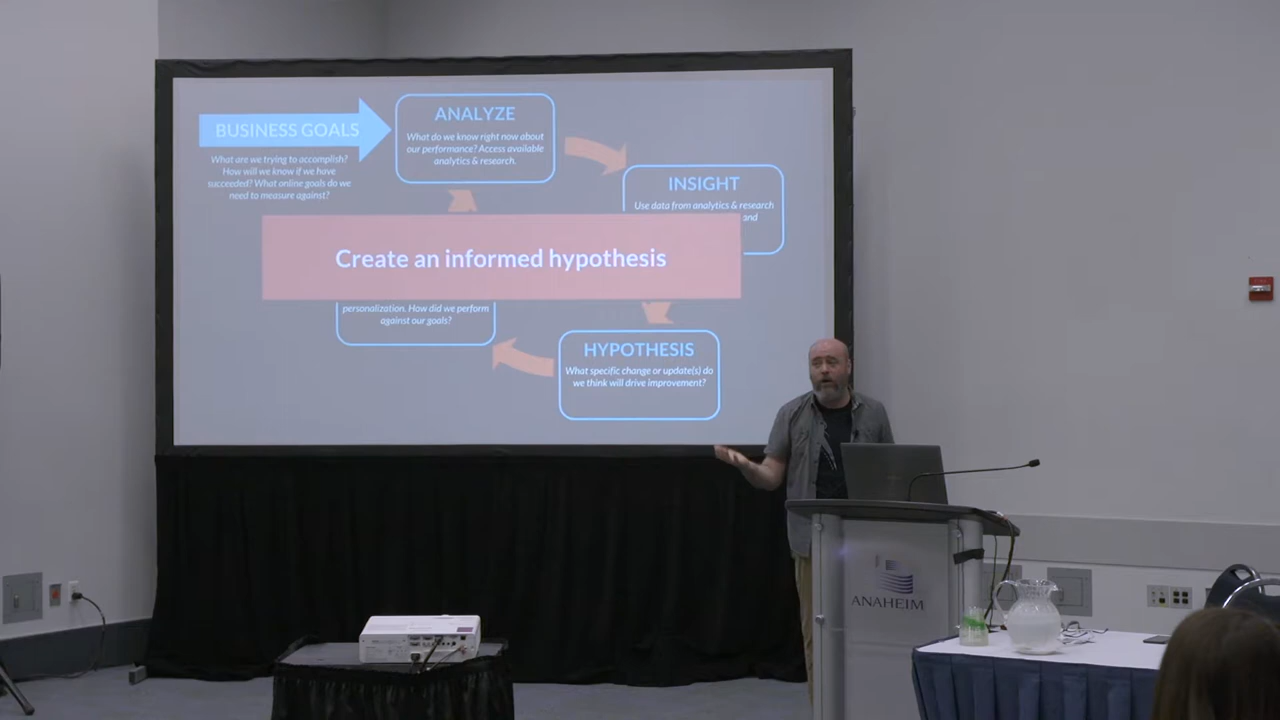 BUSINESS GOALS
What are we trying to accomplish?
How will we know if we have
succeeded? What online goals do we
need to measure against?
ANALYZE
What do we know right now about
our performance? Access available
analytics & research.
INSIGHT
Use data from analytics & research
and
Create an informed hypothesis
personalization. How did we perform
against our goals?
HYPOTHESIS
What specific change or update(s) do
we think will drive improvement?
ANAHEIM